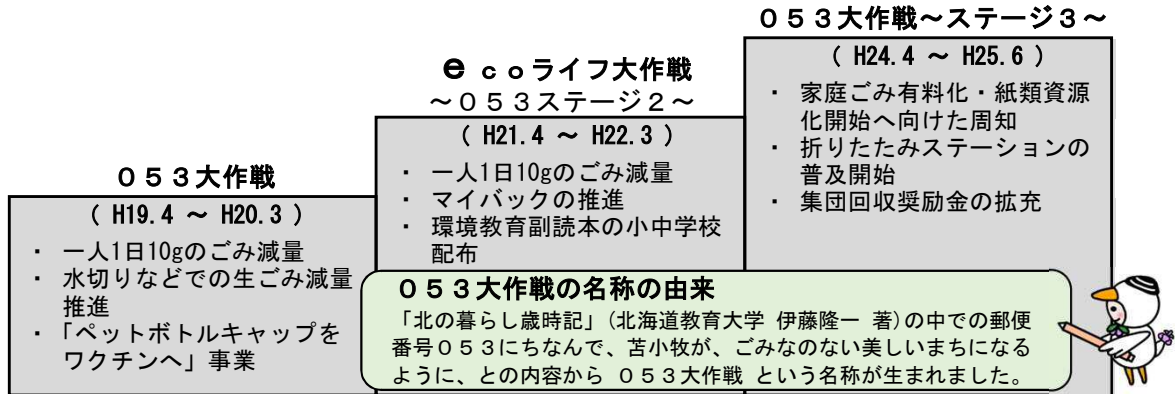 ０５３大作戦
（ H19.4 ～ H20.3 ）
・ 一人1日10gのごみ減量
・ 水切りなどでの生ごみ減量
推進
・ 「ペットボトルキャップを
ワクチンへ」事業
ｅｃｏライフ大作戦
～０５３ステージ２～
（ H21.4 ～ H22.3 ）
・ 一人1日10gのごみ減量
・ マイバックの推進
・ 環境教育副読本の小中学校
配布
０５３大作戦～ステージ３～
（ H24.4 ～ H25.6 ）
・ 家庭ごみ有料化・紙類資源
化開始へ向けた周知
・ 折りたたみステーションの
普及開始
・ 集団回収奨励金の拡充
０５３大作戦の名称の由来
「北の暮らし歳時記」(北海道教育大学 伊藤隆一 著)の中での郵便
番号０５３にちなんで、苫小牧が、ごみなのない美しいまちになる
ように、との内容から ０５３大作戦 という名称が生まれました。